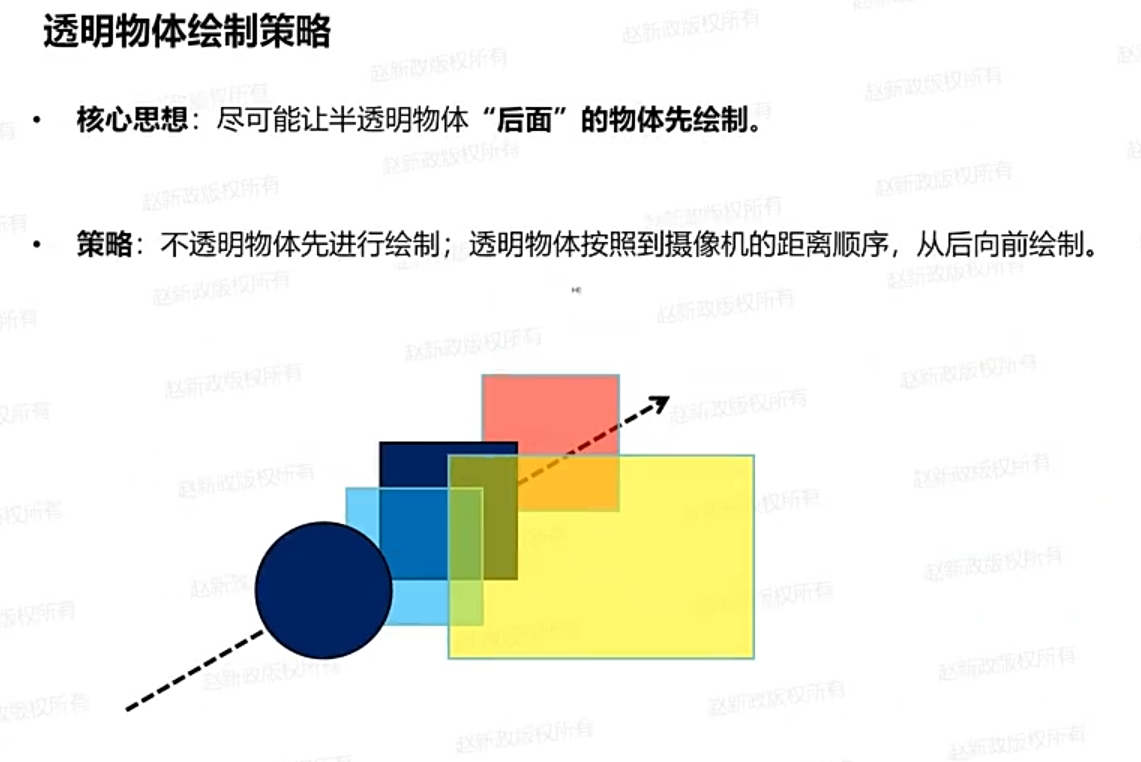 透明物体绘制策略
• 核心思想：尽可能让半透明物体“后面”的物体先绘制。
• 策略：不透明物体先进行绘制；透明物体按照到摄像机的距离顺序，从后向前绘制。
赵新政版权所有